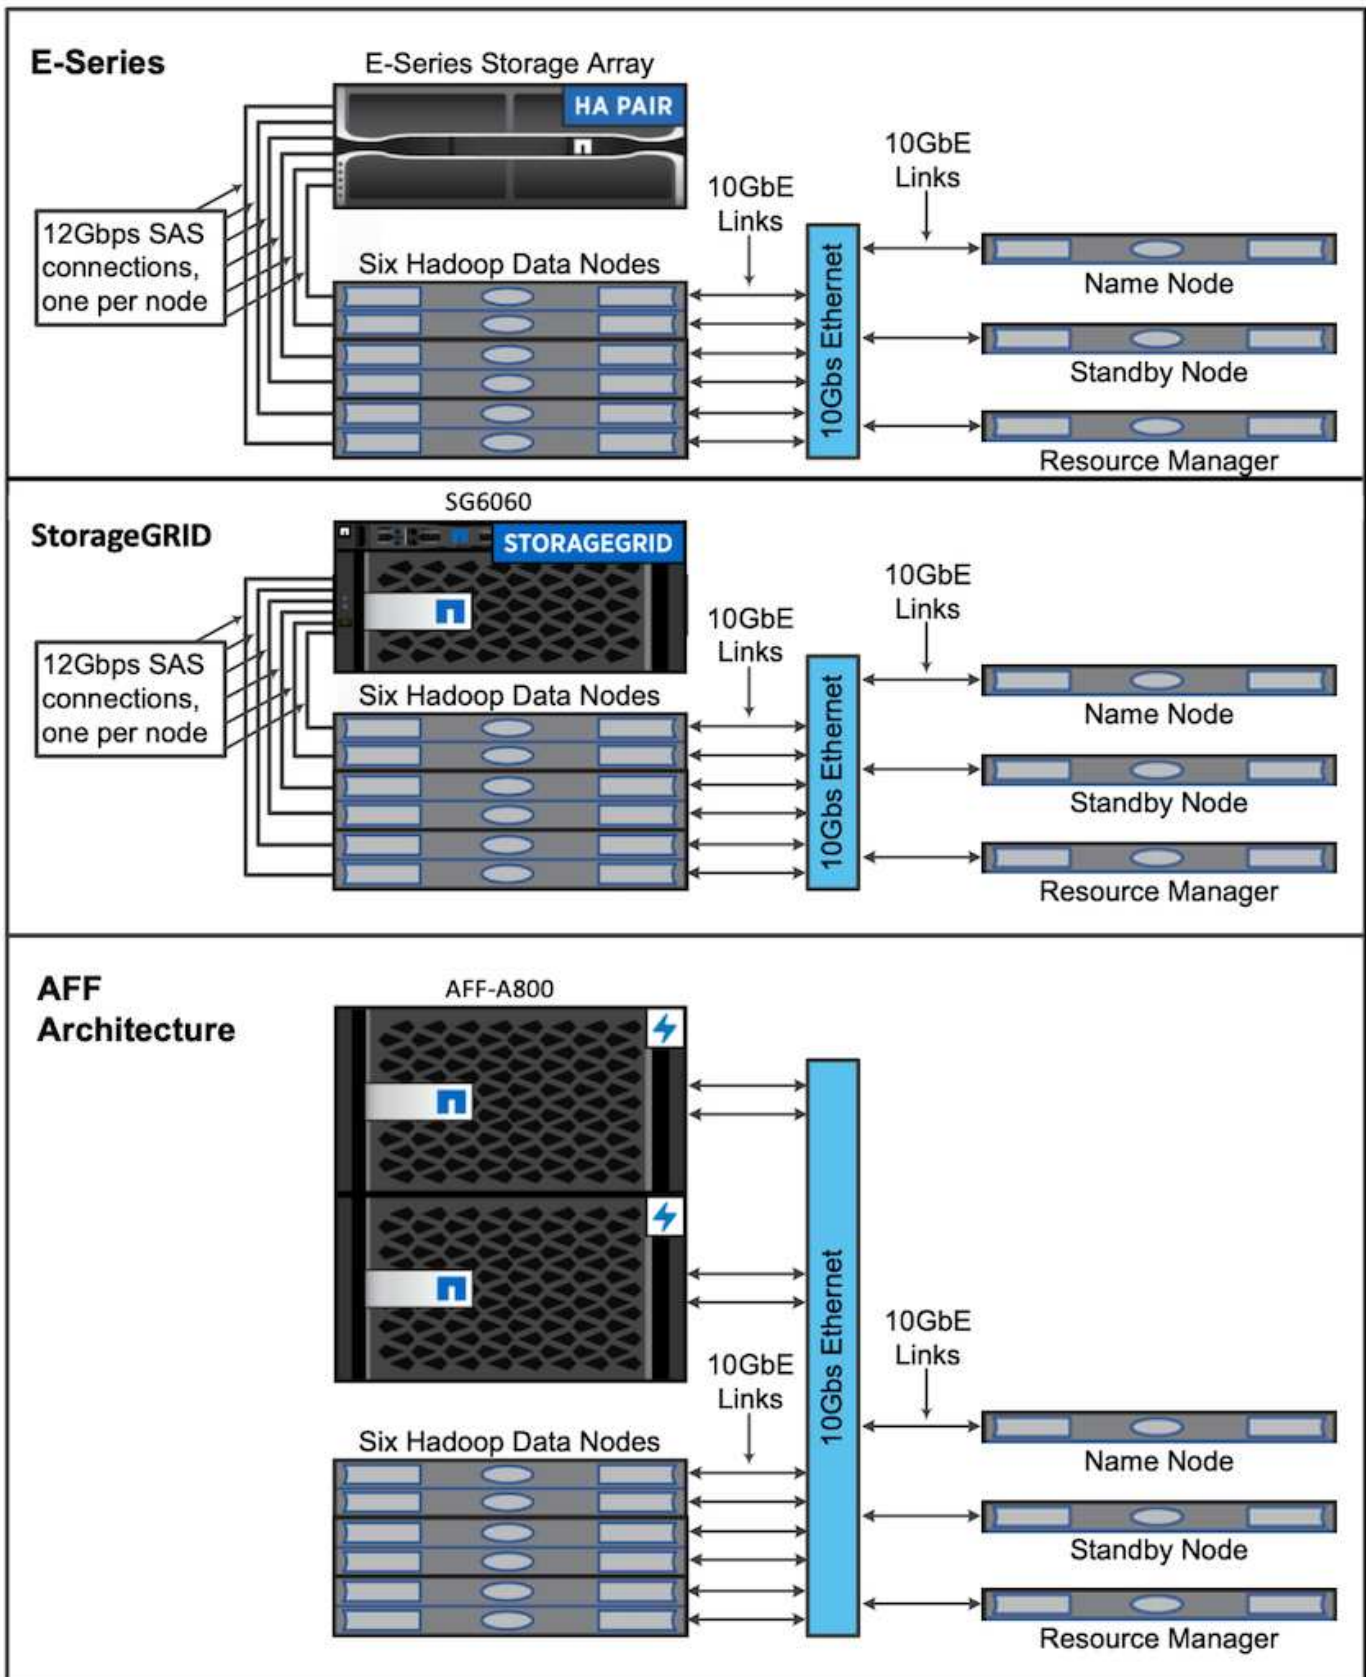 E-Series
E-Series Storage Array
HA PAIR
12Gbps SAS
connections,
one per node
Six Hadoop Data Nodes
10GbE
Links
10Gbs Ethernet
10GbE
Links
Name Node
Standby Node
Resource Manager
StorageGRID
SG6060
STORAGEGRID
12Gbps SAS
connections,
one per node
Six Hadoop Data Nodes
10GbE
Links
10Gbs Ethernet
10GbE
Links
Name Node
Standby Node
Resource Manager
AFF
Architecture
AFF-A800
Six Hadoop Data Nodes
10GbE
Links
10Gbs Ethernet
10GbE
Links
Name Node
Standby Node
Resource Manager